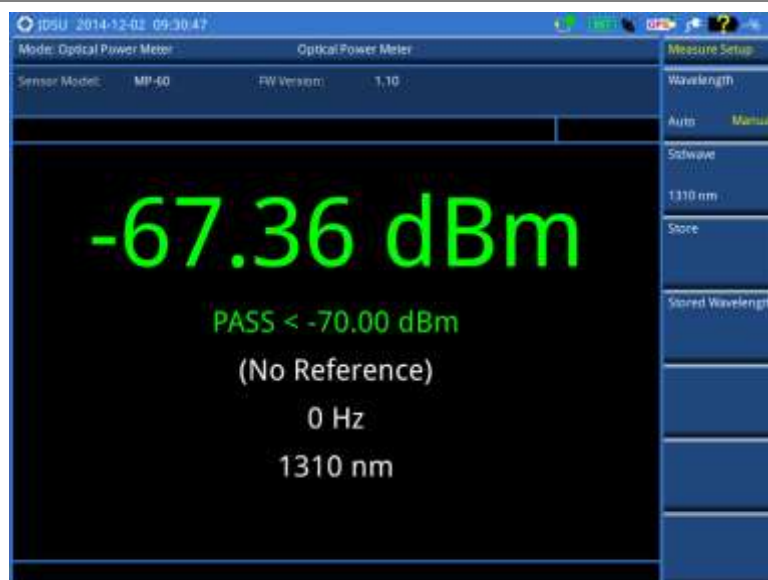 JDSU 2014-12-02 09:30:47
Mode: Optical Power Meter
Optical Power Meter
Measure Setup
Sensor Model: MP-60 FW Version: 1.10
Wavelength
Auto Manua
Stdwave
1310 nm
Store
Stored Wavelengt
-67.36 dBm
PASS < -70.00 dBm
(No Reference)
0 Hz
1310 nm